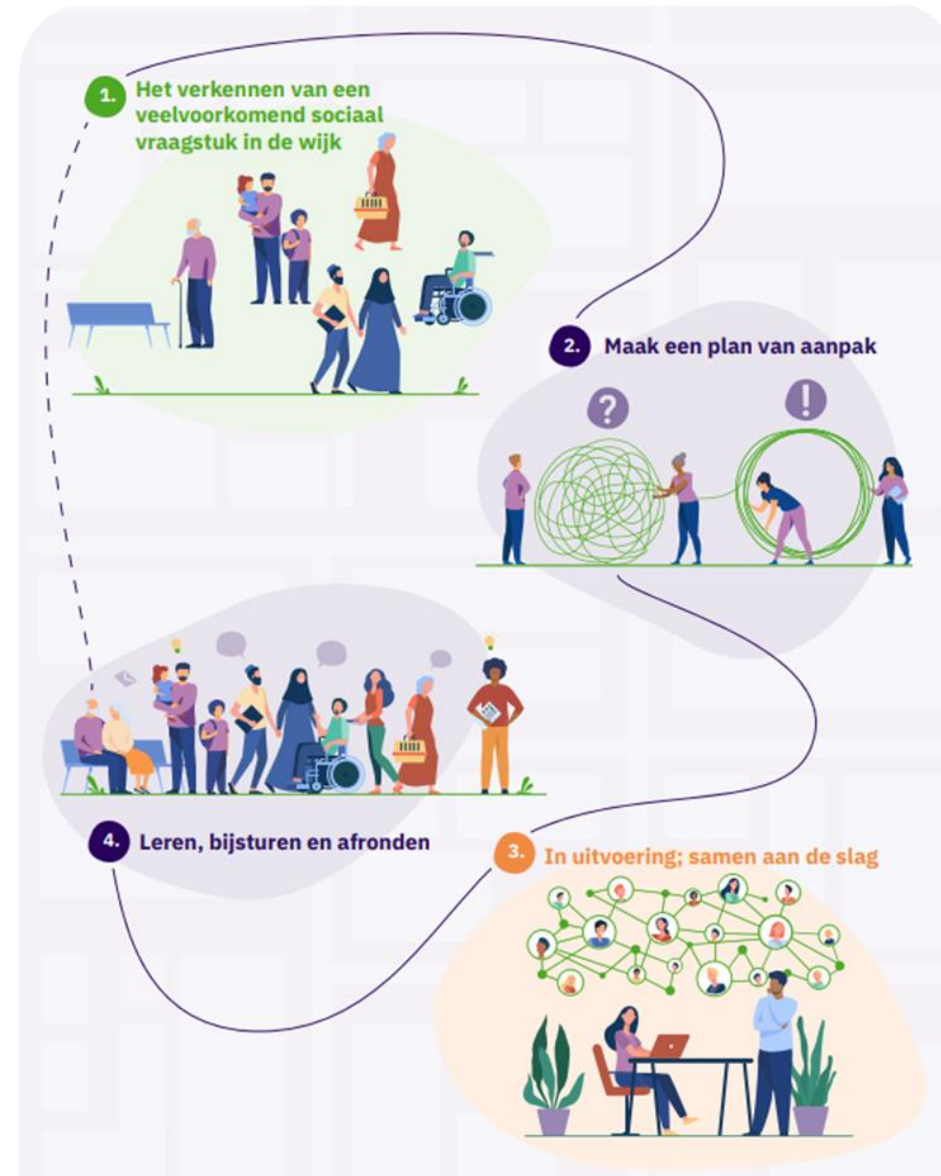 1.
Het verkennen van een
veelvoorkomend sociaal
vraagstuk in de wijk
2.
Maak een plan van aanpak
?
!
4.
Leren, bijsturen en afronden
3.
In uitvoering; samen aan de slag